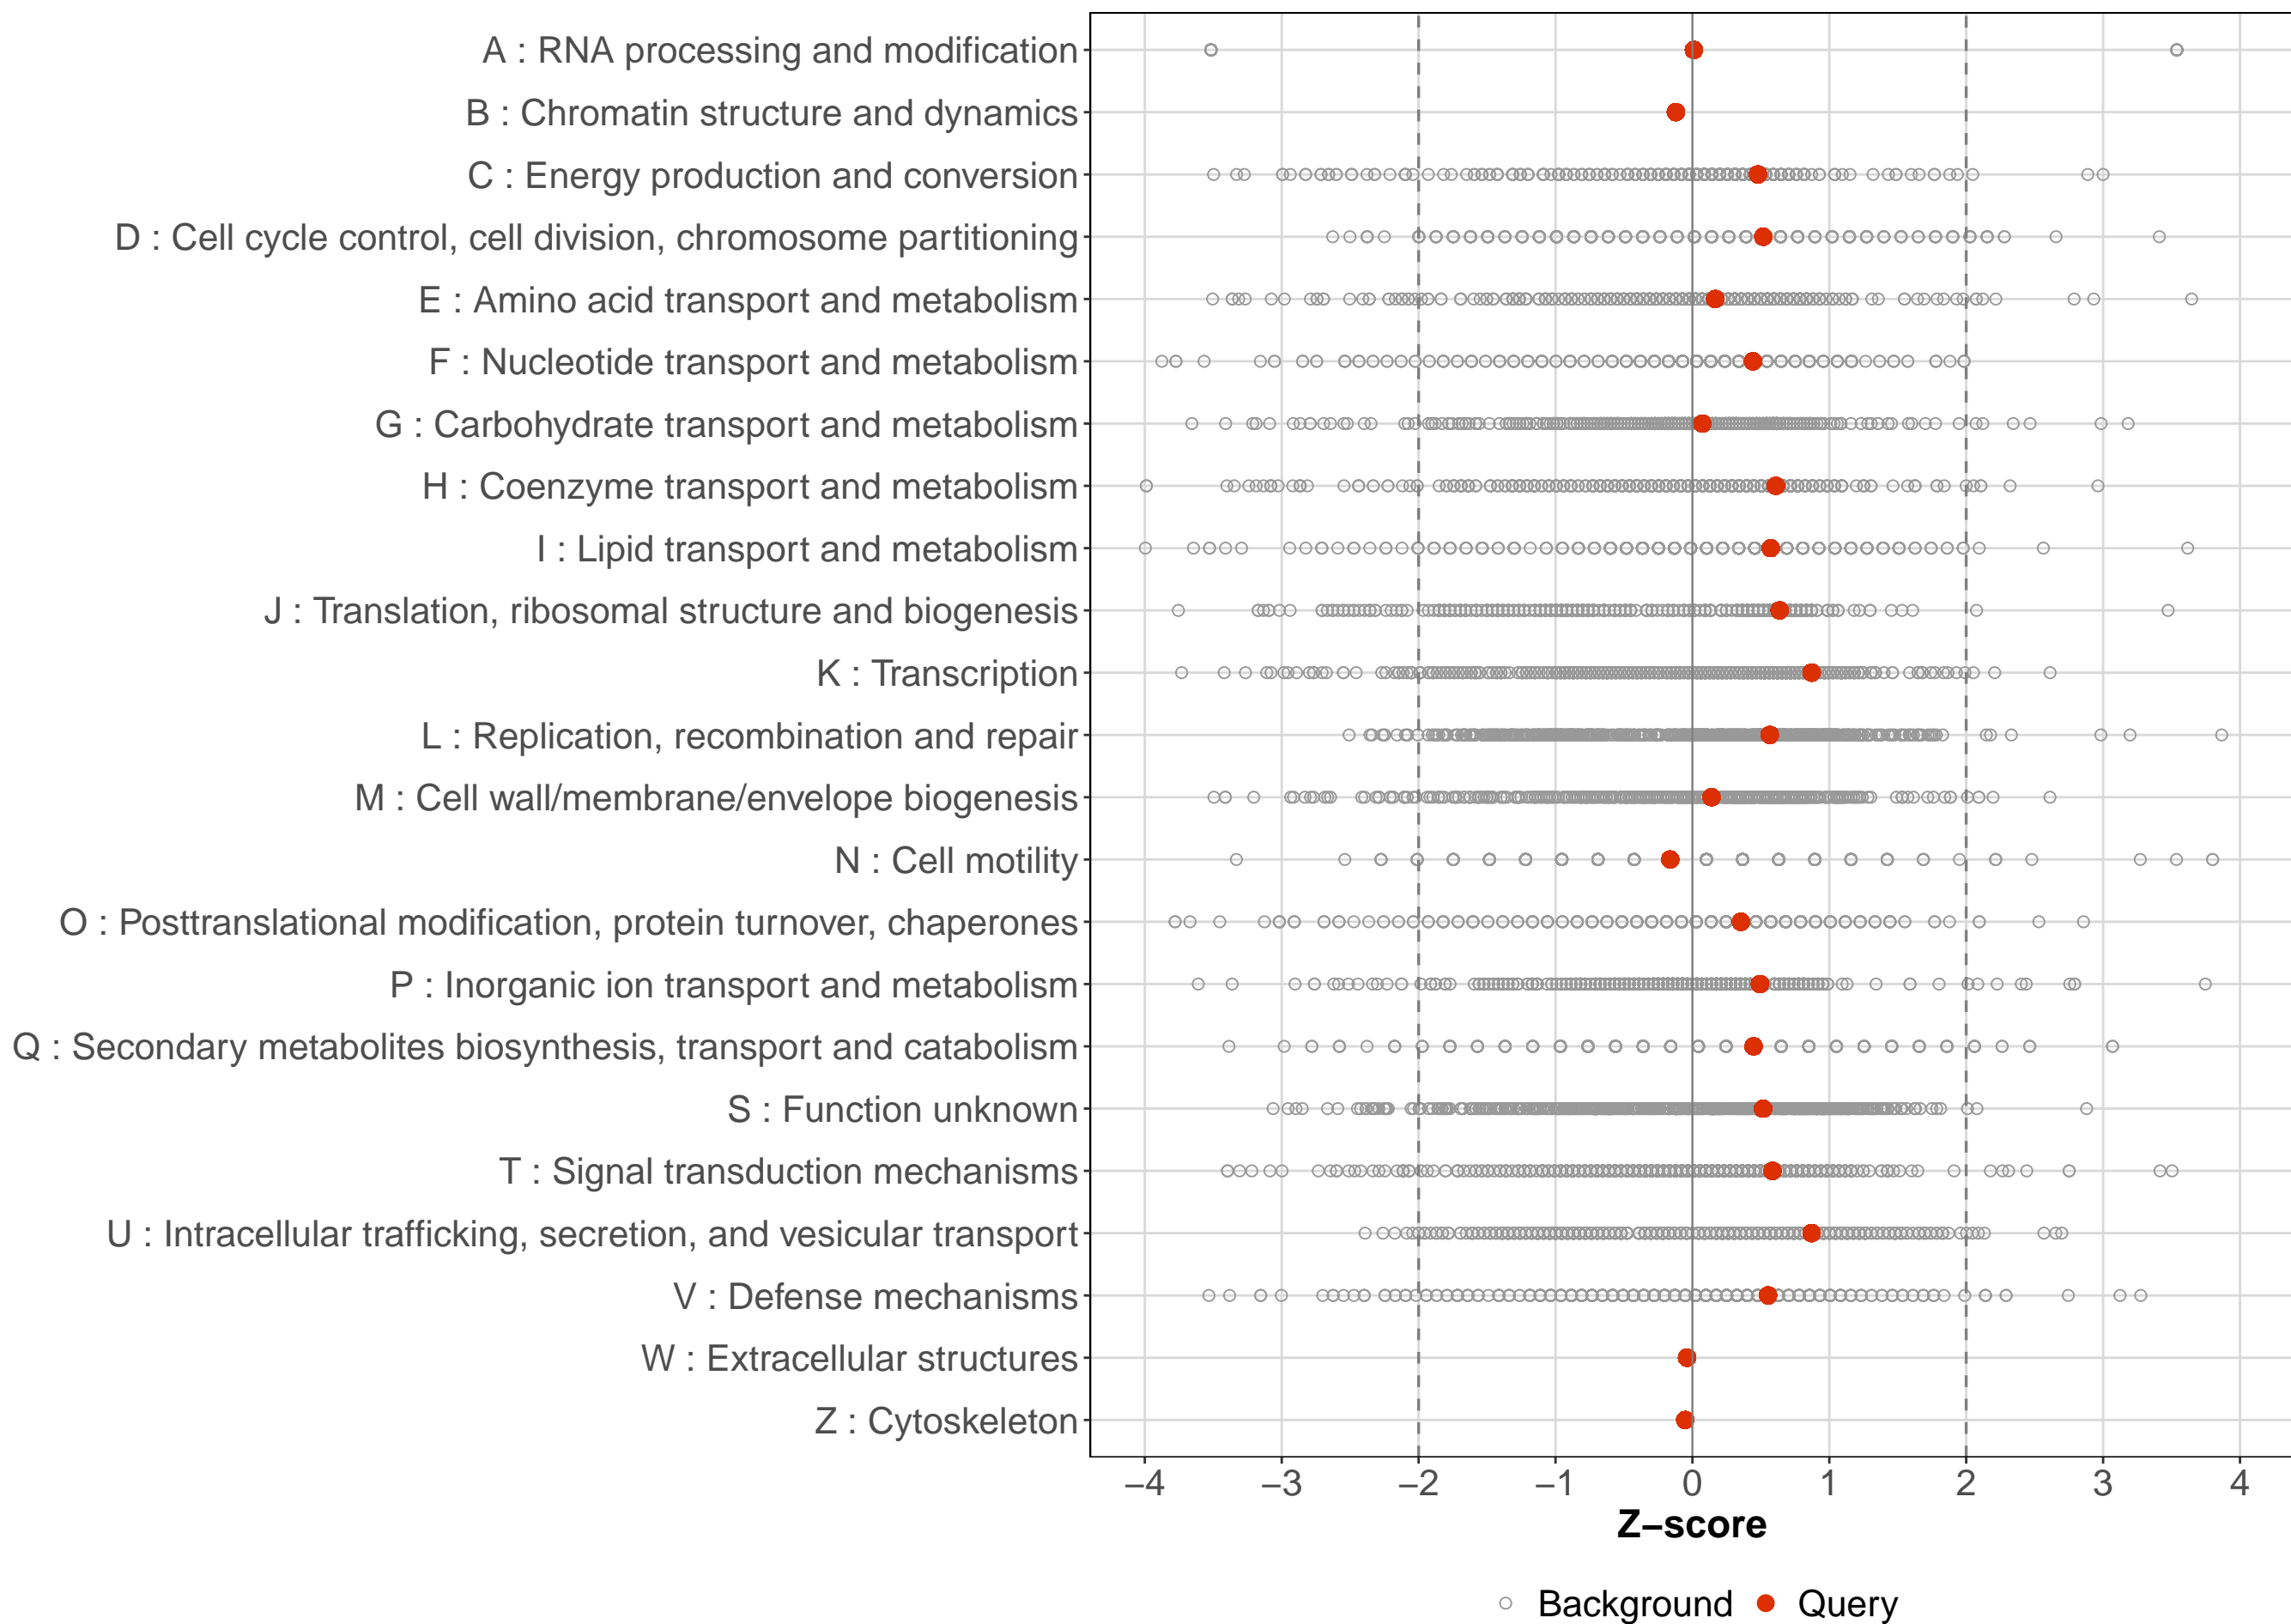 A : RNA processing and modification
B : Chromatin structure and dynamics
C : Energy production and conversion
D : Cell cycle control, cell division, chromosome partitioning
E : Amino acid transport and metabolism
F : Nucleotide transport and metabolism
G : Carbohydrate transport and metabolism
H : Coenzyme transport and metabolism
I : Lipid transport and metabolism
J : Translation, ribosomal structure and biogenesis
K : Transcription
L : Replication, recombination and repair
M : Cell wall/membrane/envelope biogenesis
N : Cell motility
O : Posttranslational modification, protein turnover, chaperones
P : Inorganic ion transport and metabolism
Q : Secondary metabolites biosynthesis, transport and catabolism
S : Function unknown
T : Signal transduction mechanisms
U : Intracellular trafficking, secretion, and vesicular transport
V : Defense mechanisms
W : Extracellular structures
Z : Cytoskeleton
−4 −3 −2 −1 0 1 2 3 4
Z−score
Background Query